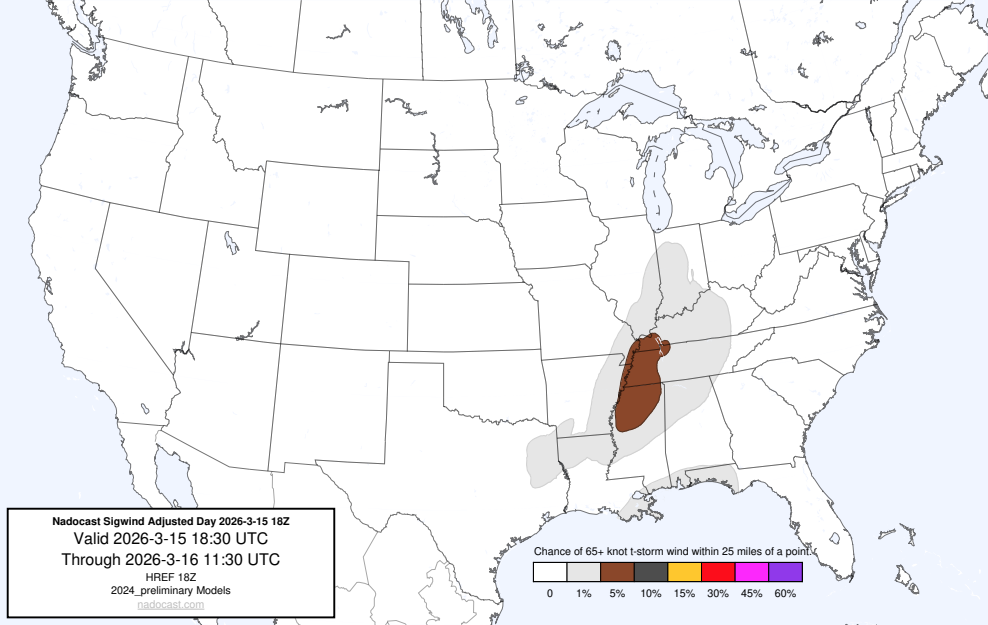 Nadocast Sigwind Adjusted Day 2026-3-15 18Z
Valid 2026-3-15 18:30 UTC
Through 2026-3-16 11:30 UTC
HREF 18Z
2024_preliminary Models
nadocast.com
Chance of 65+ knot t-storm wind within 25 miles of a point.
0 1% 5% 10% 15% 30% 45% 60%